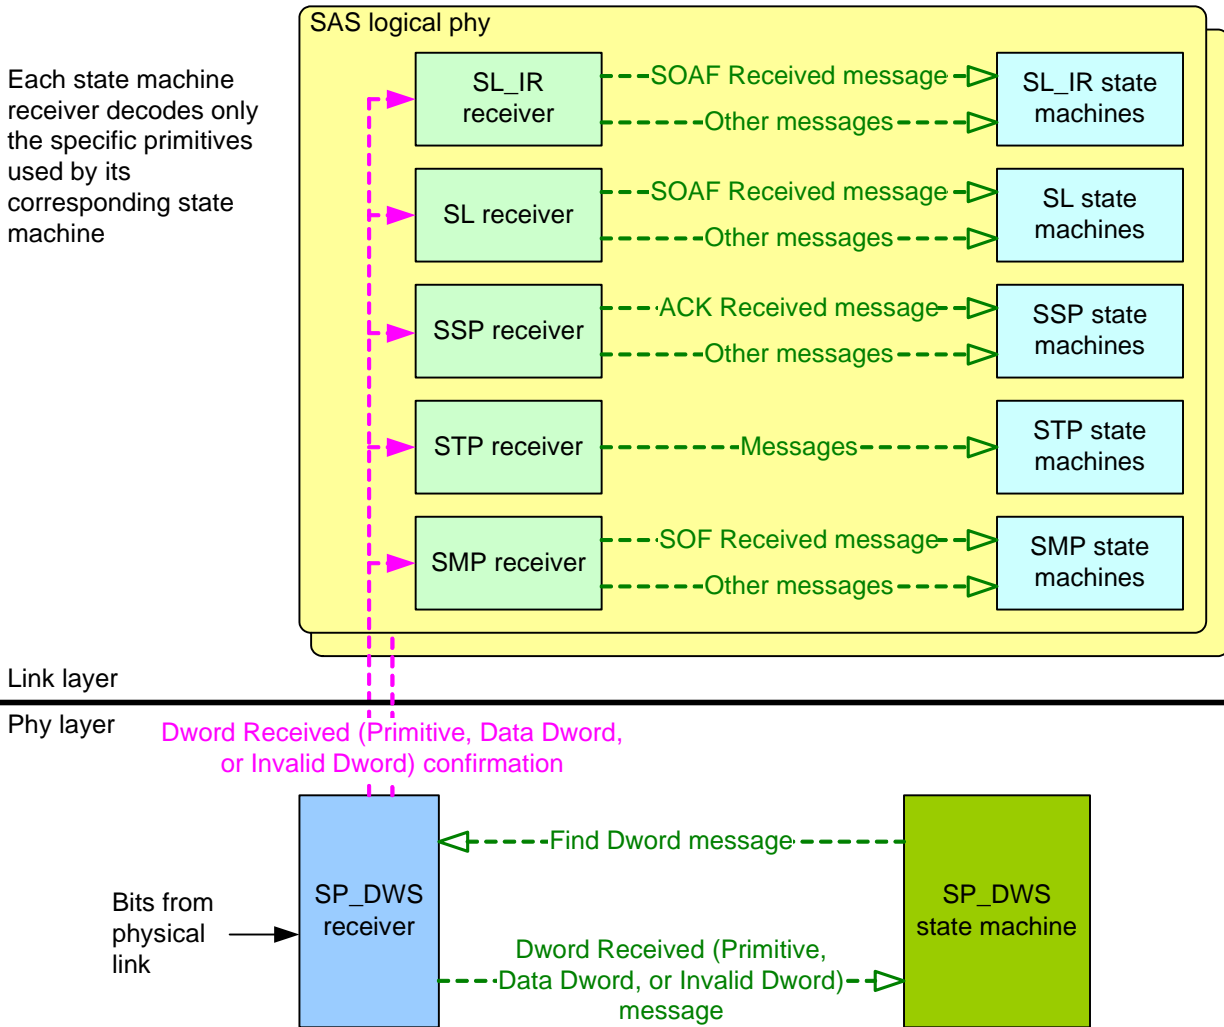 SAS logical phy
Each state machine
receiver decodes only
the specific primitives
used by its
corresponding state
machine
SL_IR
receiver
SOAF Received message
Other messages
SL_IR state
machines
SL receiver
SOAF Received message
Other messages
SL state
machines
SSP receiver
ACK Received message
Other messages
SSP state
machines
STP receiver
Messages
STP state
machines
SMP receiver
SOF Received message
Other messages
SMP state
machines
Link layer
Phy layer
Dword Received (Primitive, Data Dword,
or Invalid Dword) confirmation
Bits from
physical
link
SP_DWS
receiver
Find Dword message
Dword Received (Primitive,
Data Dword, or Invalid Dword)
message
SP_DWS
state machine